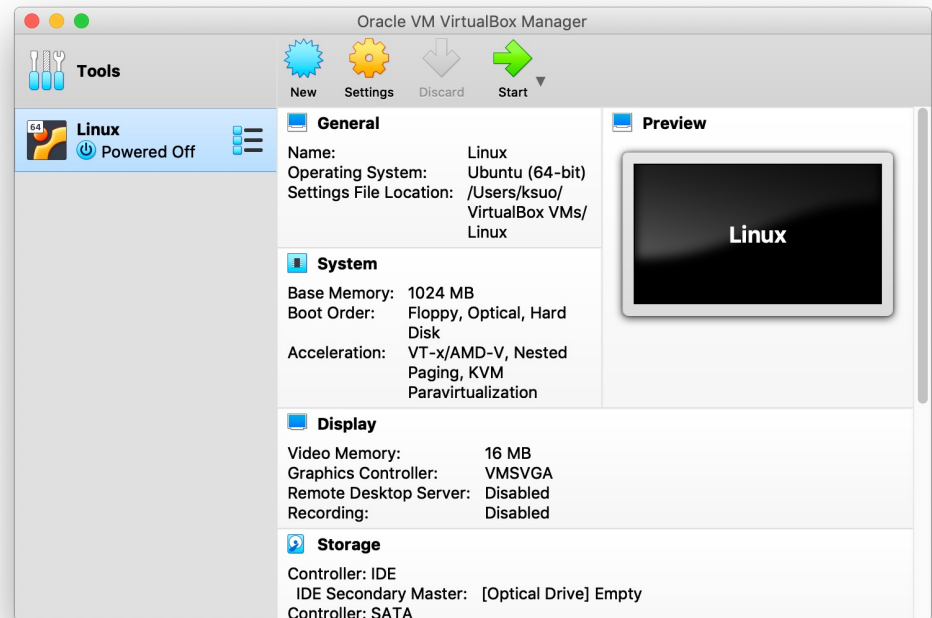 Oracle VM VirtualBox Manager
Tools
New
Settings
Discard
Start
64
Linux
Powered Off
General
Name: Linux
Operating System: Ubuntu (64-bit)
Settings File Location: /Users/ksuo/
VirtualBox VMs/
Linux
Preview
Linux
System
Base Memory: 1024 MB
Boot Order: Floppy, Optical, Hard
Disk
Acceleration: VT-x/AMD-V, Nested
Paging, KVM
Paravirtualization
Display
Video Memory: 16 MB
Graphics Controller: VMSVGA
Remote Desktop Server: Disabled
Recording: Disabled
Storage
Controller: IDE
IDE Secondary Master: [Optical Drive] Empty
Controller: SATA